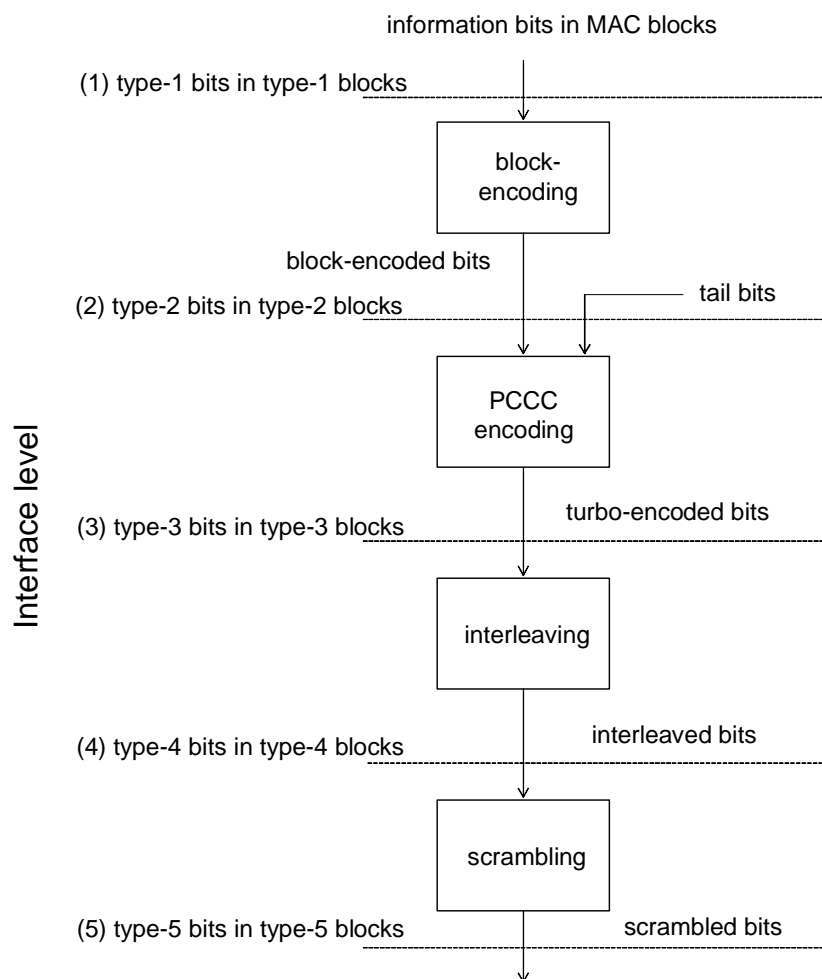 information bits in MAC blocks
(1) type-1 bits in type-1 blocks
block-
encoding
block-encoded bits
tail bits
(2) type-2 bits in type-2 blocks
PCCC
encoding
Interface level
turbo-encoded bits
(3) type-3 bits in type-3 blocks
interleaving
interleaved bits
(4) type-4 bits in type-4 blocks
scrambling
(5) type-5 bits in type-5 blocks
scrambled bits